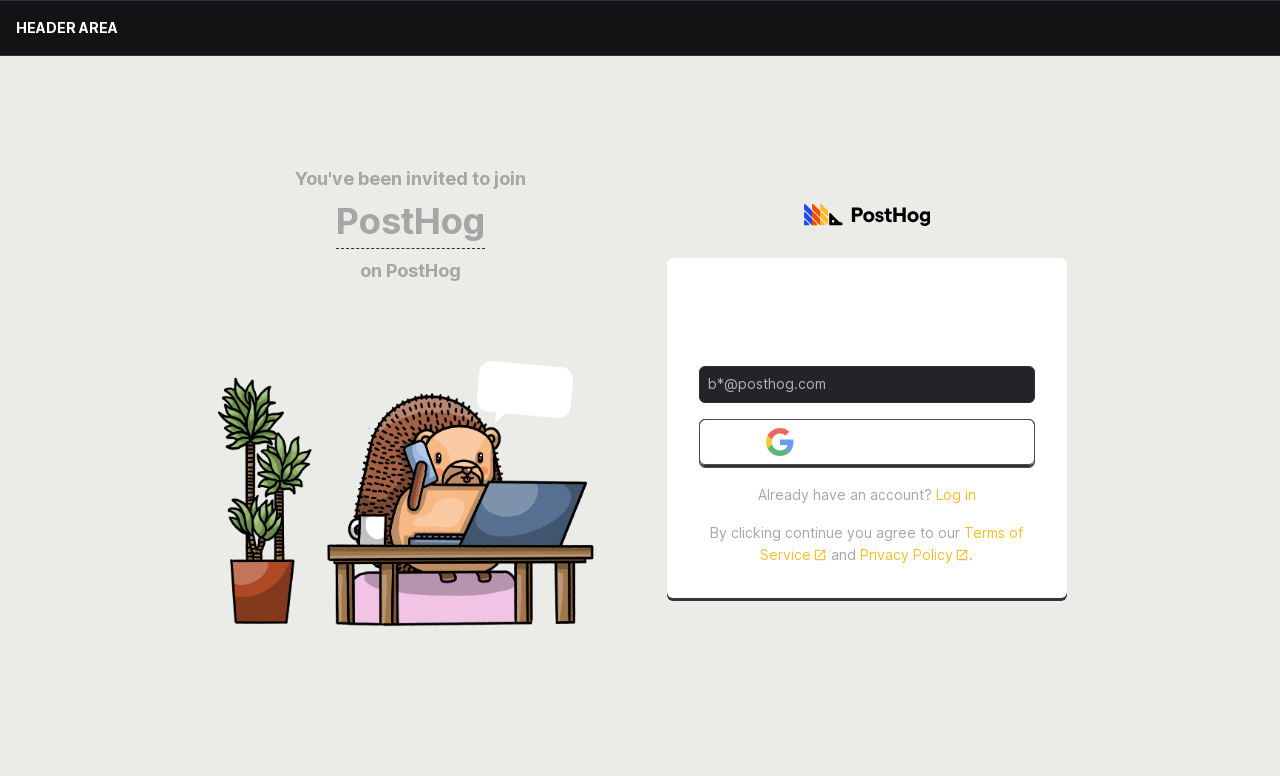 HEADER AREA
You've been invited to join
PostHog
on PostHog
PostHog
b*@posthog.com
Already have an account? Log in
By clicking continue you agree to our Terms of
Service and Privacy Policy.